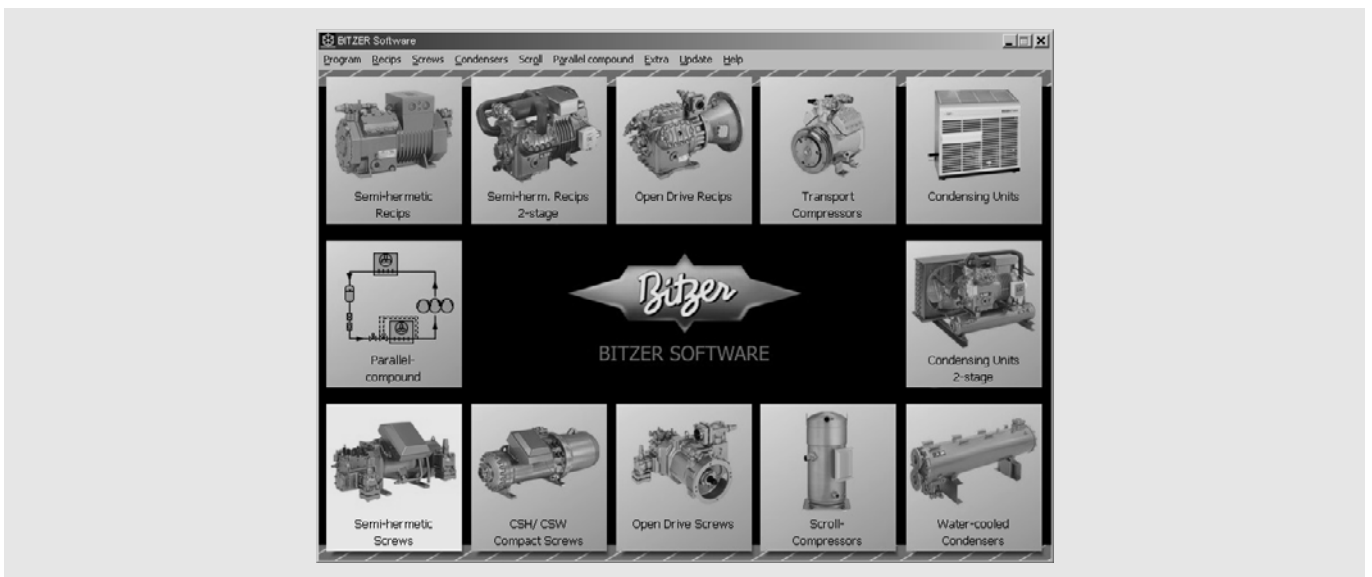 BITZER Software
Program Recips Screws Condensers Scroll Parallel compound Extra Update Help
Semi-hermetic
Recips
Semi-herm. Recips
2-stage
Open Drive Recips
Transport
Compressors
Condensing Units
Parallel-
compound
Bitzer
BITZER SOFTWARE
Condensing Units
2-stage
Semi-hermetic
Screws
CSH/ CSW
Compact Screws
Open Drive Screws
Scroll-
Compressors
Water-cooled
Condensers